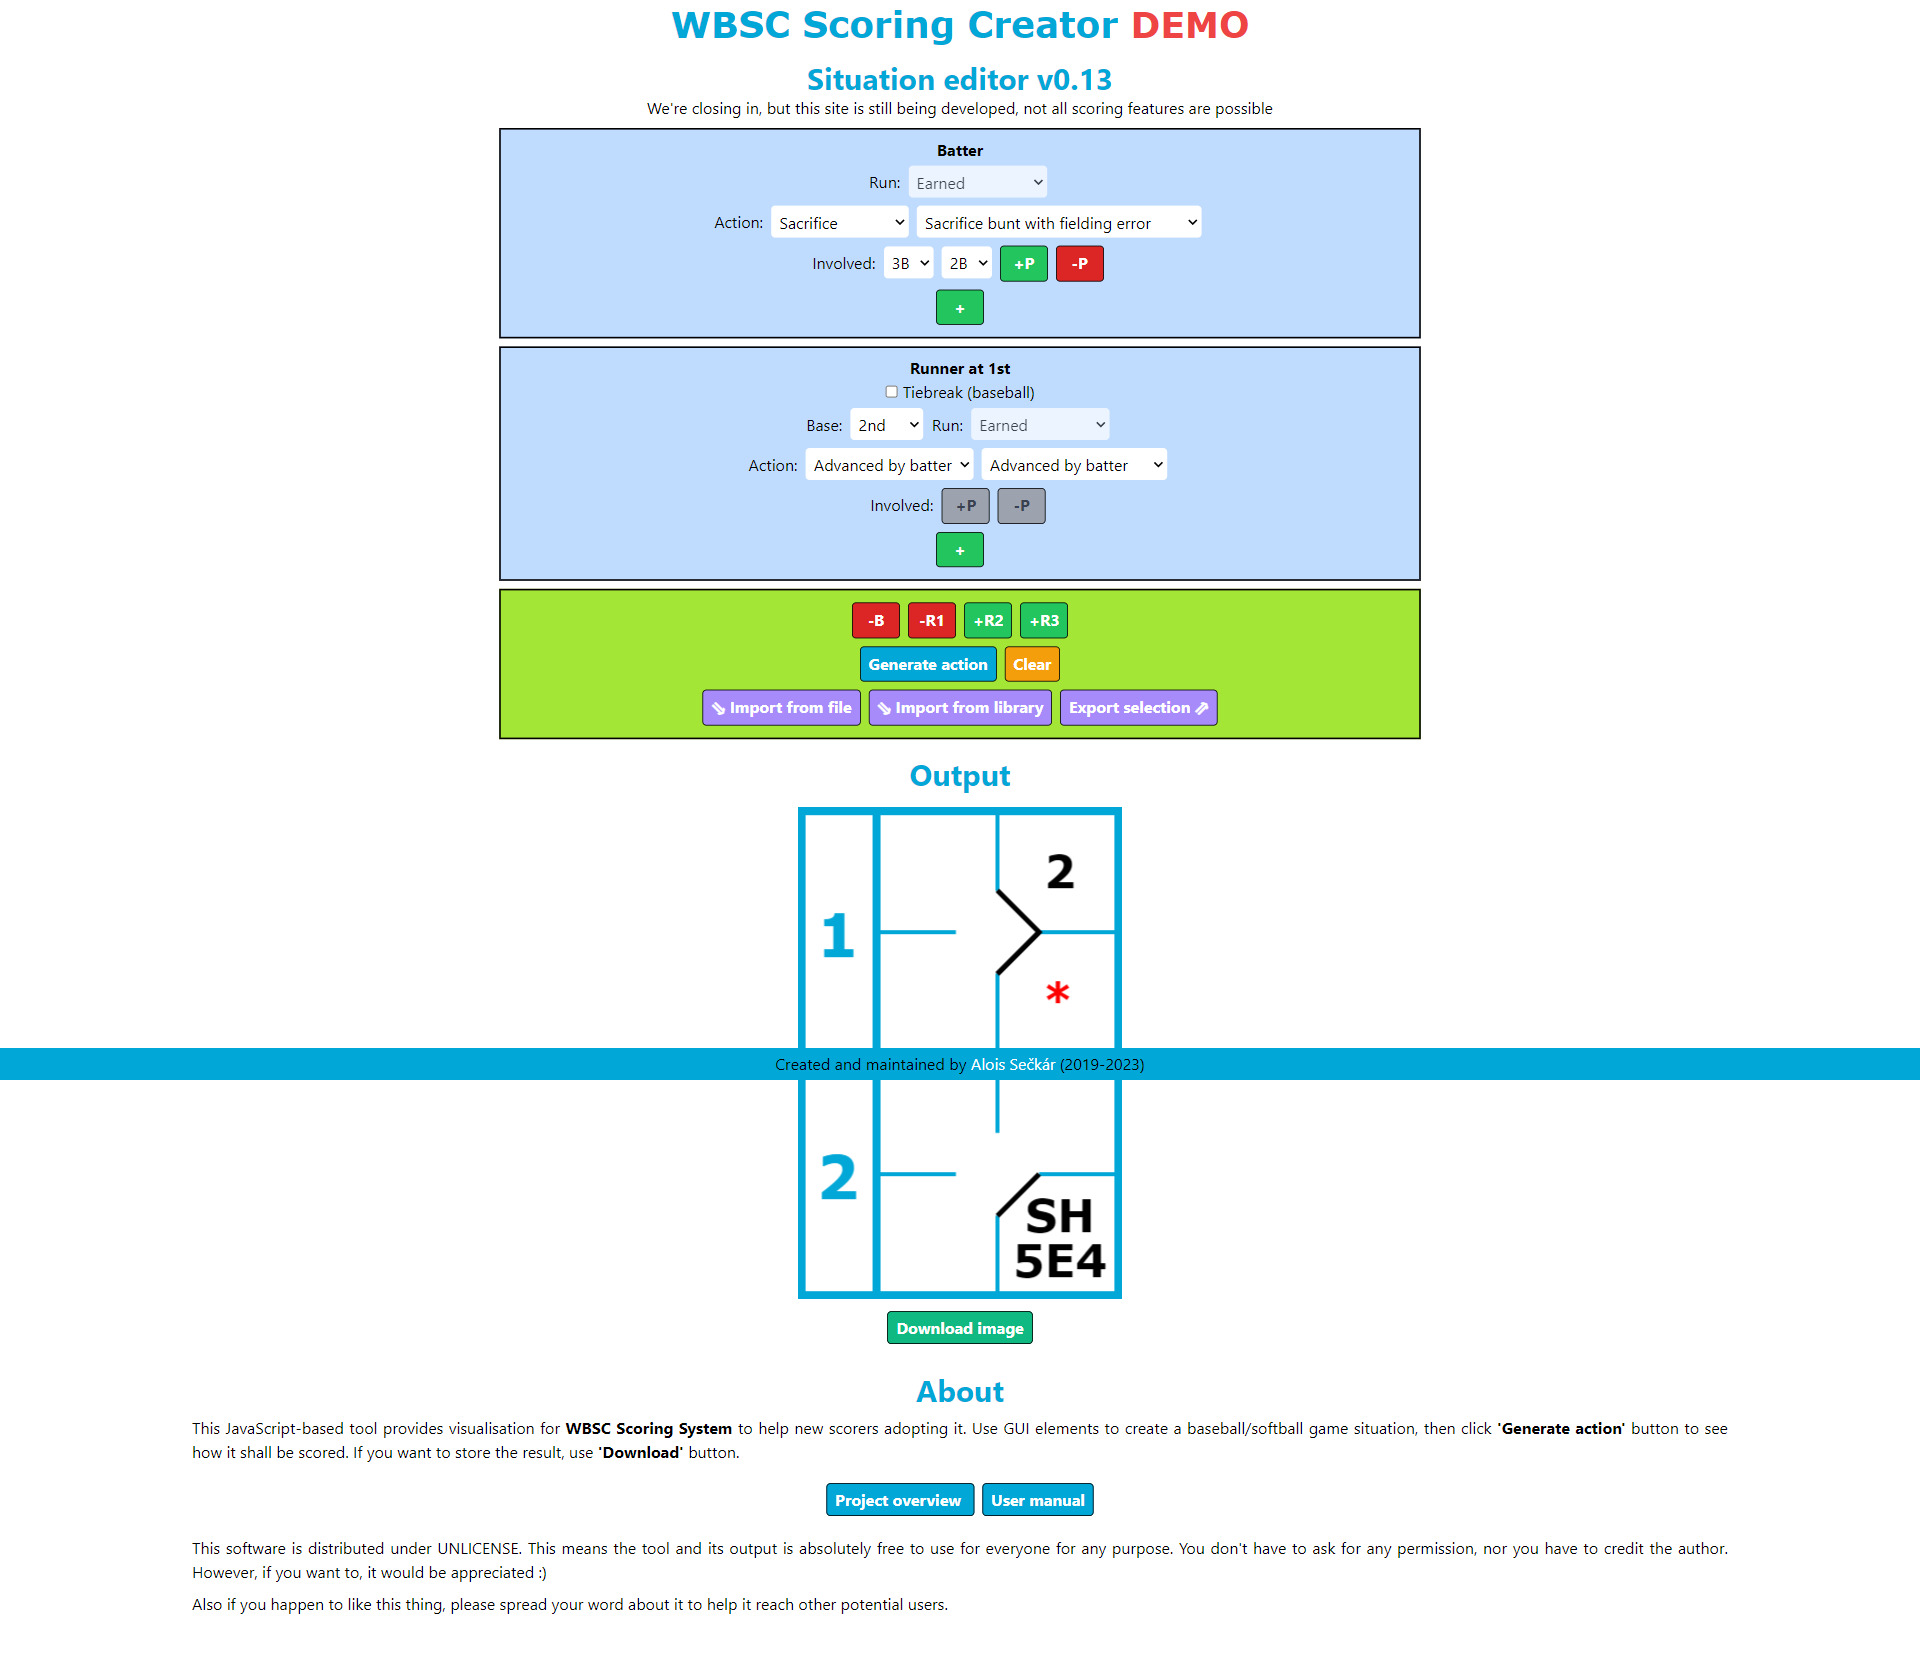 WBSC Scoring Creator DEMO
Situation editor v0.13
We're closing in, but this site is still being developed, not all scoring features are possible
Batter
Run: Earned
Action: Sacrifice Sacrifice bunt with fielding error
Involved: 3B 2B +P -P
+
Runner at 1st
Tiebreak (baseball)
Base: 2nd Run: Earned
Action: Advanced by batter Advanced by batter
Involved: +P -P
+
-B -R1 +R2 +R3
Generate action Clear
⇘ Import from file ⇘ Import from library Export selection ⇗
Output
2
1
*
Created and maintained by Alois Sečkár (2019-2023)
2
SH
5E4
Download image
About
This JavaScript-based tool provides visualisation for WBSC Scoring System to help new scorers adopting it. Use GUI elements to create a baseball/softball game situation, then click 'Generate action' button to see
how it shall be scored. If you want to store the result, use 'Download' button.
Project overview User manual
This software is distributed under UNLICENSE. This means the tool and its output is absolutely free to use for everyone for any purpose. You don't have to ask for any permission, nor you have to credit the author.
However, if you want to, it would be appreciated :)
Also if you happen to like this thing, please spread your word about it to help it reach other potential users.